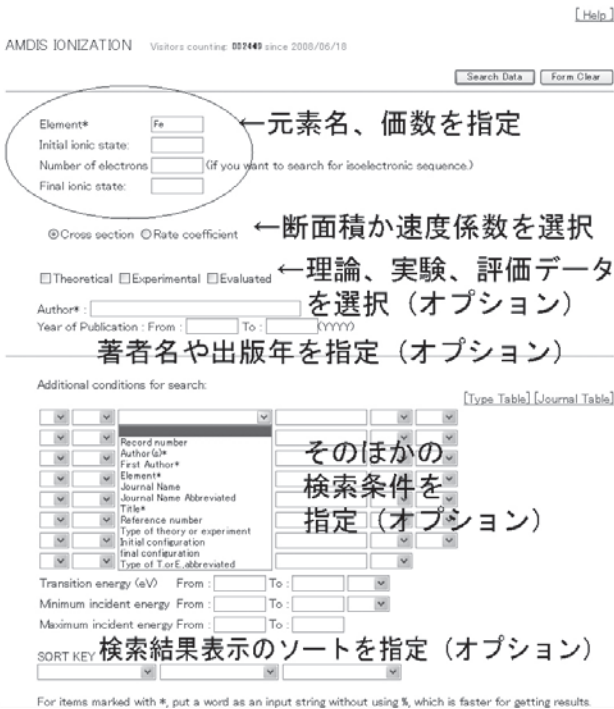 [Help]
AMDIS IONIZATION Visitors counting: 002449 since 2008/06/18
Search Data Form Clear
Element* Fe ←元素名、価数を指定
Initial ionic state:
Number of electrons (if you want to search for isoelectronic sequence.)
Final ionic state:
Cross section Rate coefficient ←断面積か速度係数を選択
Theoretical Experimental Evaluated ←理論、実験、評価データ
を選択（オプション）
Author* :
Year of Publication : From : To : (YYYY)
著者名や出版年を指定（オプション）
Additional conditions for search:
[Type Table] [Journal Table]
Record number
Author(s)*
First Author*
Element*
Journal Name
Journal Name Abbreviated
Title*
Reference number
Type of theory or experiment
Initial configuration
final configuration
Type of T.or E.,abbreviated
そのほかの
検索条件を
指定（オプション）
Transition energy (eV) From : To :
Minimum incident energy From : To :
Maximum incident energy From : To :
検索結果表示のソートを指定（オプション）
SORT KEY
For items marked with *, put a word as an input string without using %, which is faster for getting results.